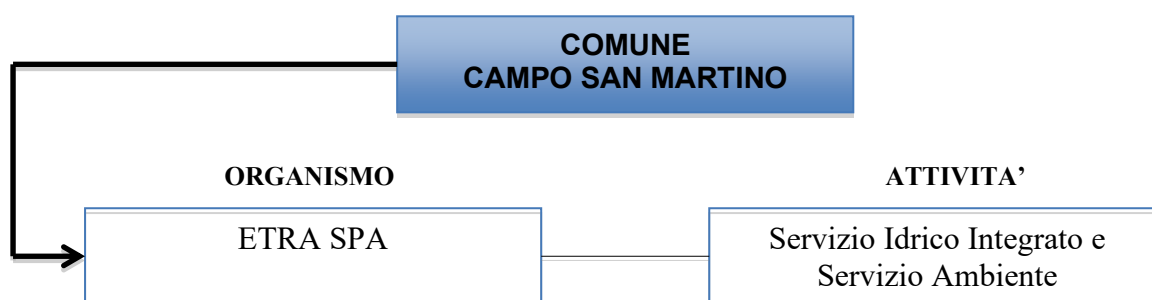 COMUNE
CAMPO SAN MARTINO
ORGANISMO
ATTIVITA’
ETRA SPA
Servizio Idrico Integrato e
Servizio Ambiente